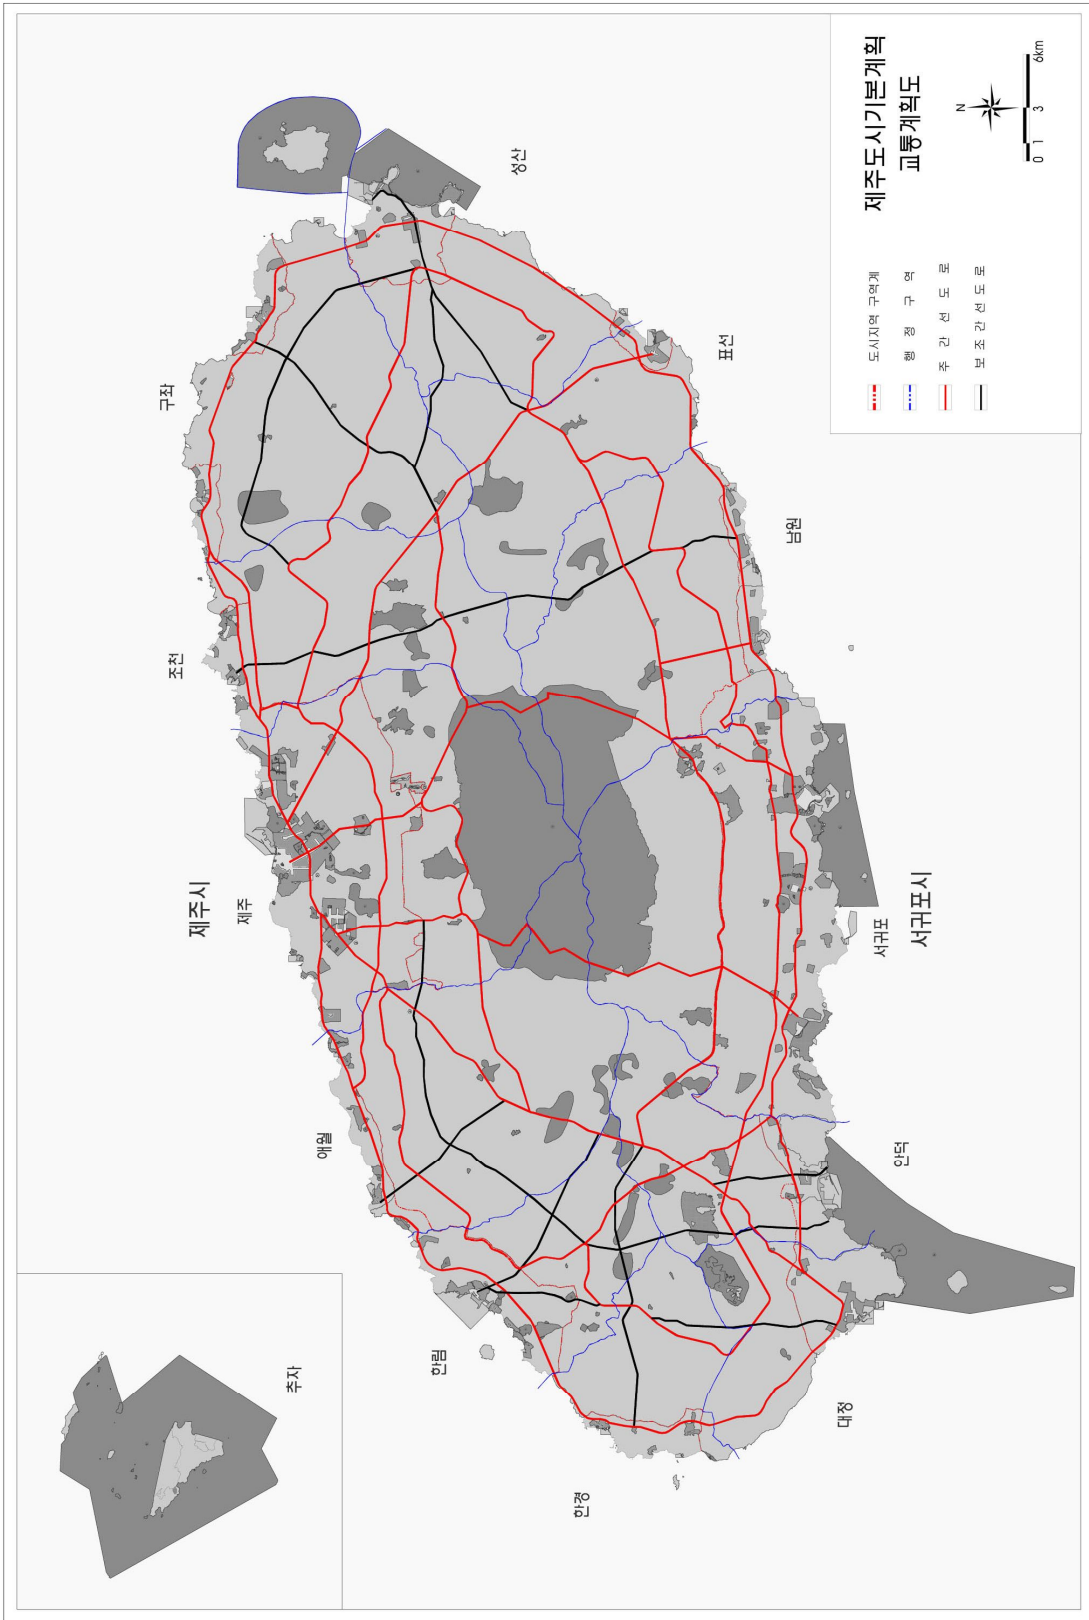 제주도시기본계획
교통계획도
N
0 1 3 6km
도시지역 구역계
행 정 구 역
주 간 선 도 로
보 조 간 선 도 로
성산
구좌
표선
조천
남원
제주시
제주
서귀포
서귀포시
애월
안덕
한림
대정
한경
추자